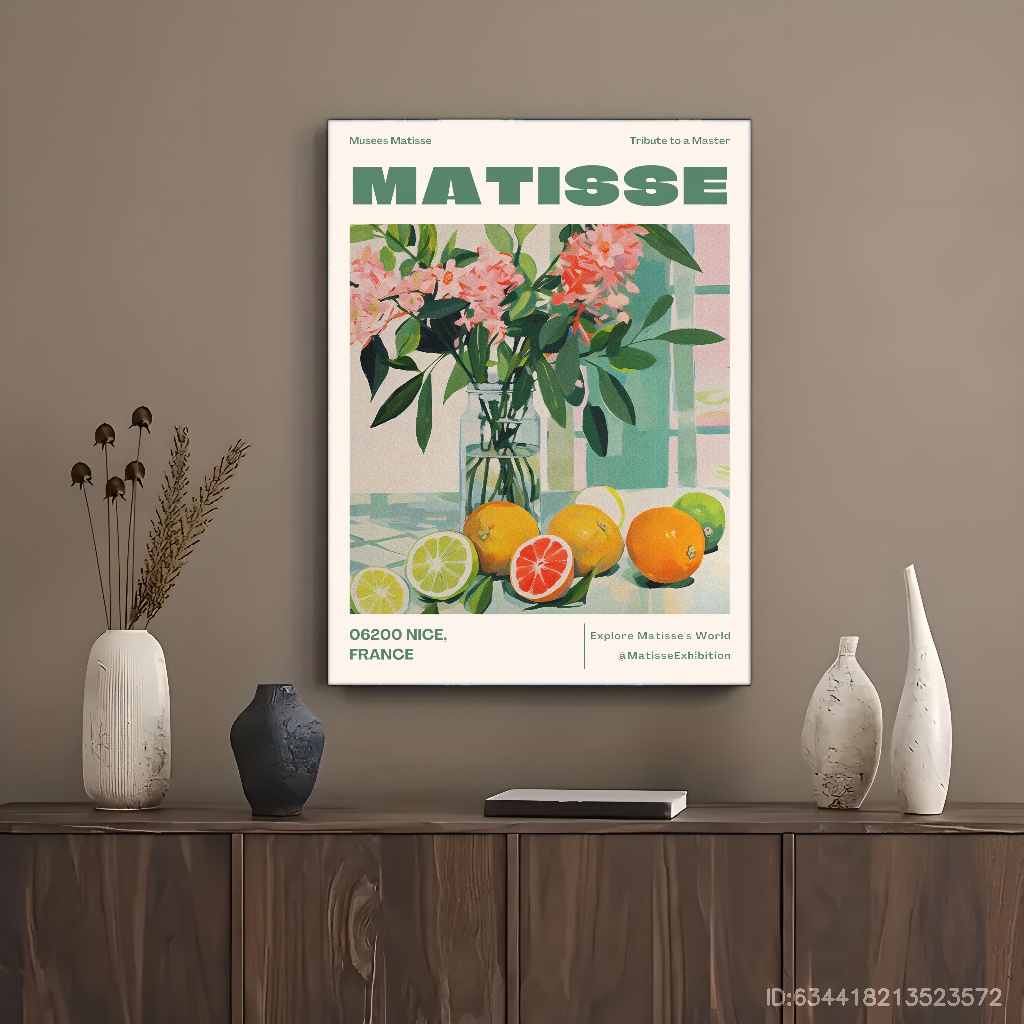 Musees Matisse
Tribute to a Master
MATISSE
06200 NICE,
FRANCE
Explore Matisse's World
@MatisseExhibition
ID:634418213523572